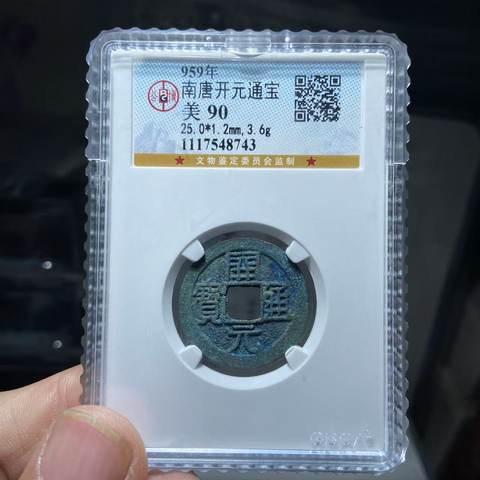 959年
南唐开元通宝
美 90
25.0*1.2mm,3.6g
1117548743
★ 文物鉴定委员会监制 ★
開
寶 通
元